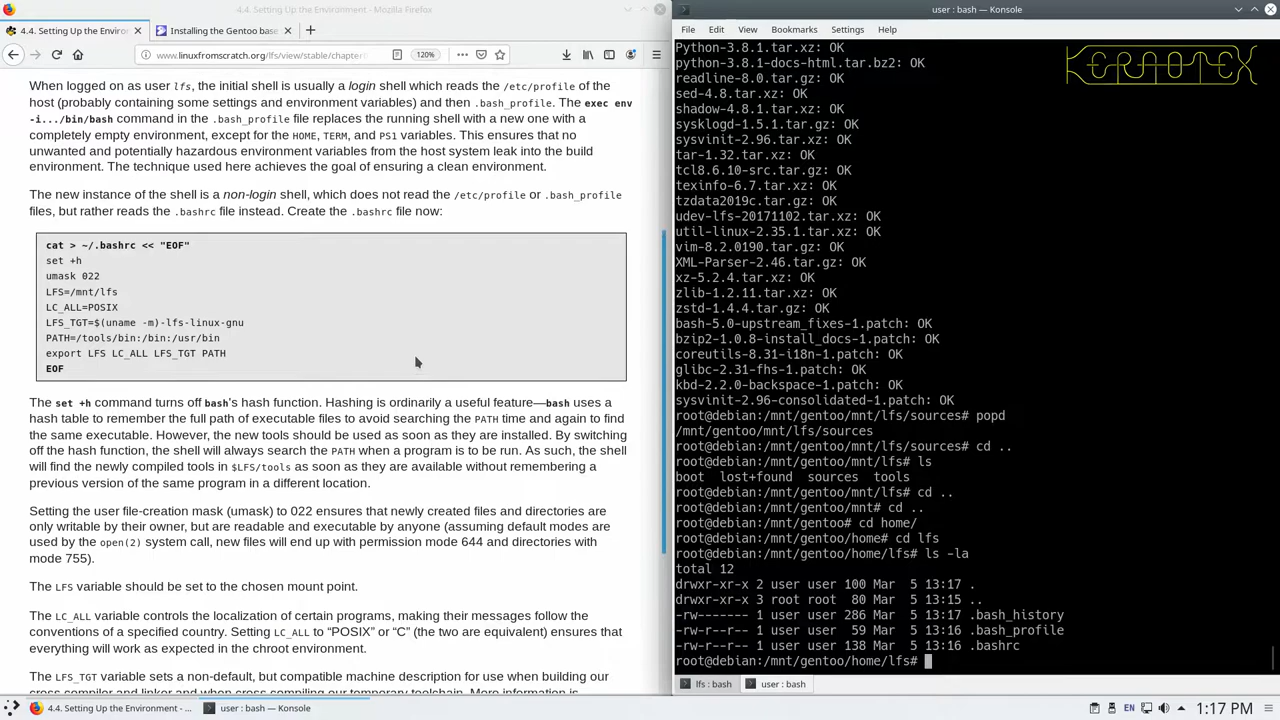 4.4. Setting Up the Environment - Mozilla Firefox
4.4. Setting Up the Enviror
Installing the Gentoo base
www.linuxfromscratch.org/lfs/view/stable/chapter
120%
When logged on as user lfs, the initial shell is usually a login shell which reads the /etc/profile of the
host (probably containing some settings and environment variables) and then .bash_profile. The exec env
-i.../bin/bash command in the .bash_profile file replaces the running shell with a new one with a
completely empty environment, except for the HOME, TERM, and PS1 variables. This ensures that no
unwanted and potentially hazardous environment variables from the host system leak into the build
environment. The technique used here achieves the goal of ensuring a clean environment.
The new instance of the shell is a non-login shell, which does not read the /etc/profile or .bash_profile
files, but rather reads the .bashrc file instead. Create the .bashrc file now:
cat > ~/.bashrc << "EOF"
set +h
umask 022
LFS=/mnt/lfs
LC_ALL=POSIX
LFS_TGT=$(uname -m)-lfs-linux-gnu
PATH=/tools/bin:/bin:/usr/bin
export LFS LC_ALL LFS_TGT PATH
EOF
The set +h command turns off bash's hash function. Hashing is ordinarily a useful feature—bash uses a
hash table to remember the full path of executable files to avoid searching the PATH time and again to find
the same executable. However, the new tools should be used as soon as they are installed. By switching
off the hash function, the shell will always search the PATH when a program is to be run. As such, the shell
will find the newly compiled tools in $LFS/tools as soon as they are available without remembering a
previous version of the same program in a different location.
Setting the user file-creation mask (umask) to 022 ensures that newly created files and directories are
only writable by their owner, but are readable and executable by anyone (assuming default modes are
used by the open(2) system call, new files will end up with permission mode 644 and directories with
mode 755).
The LFS variable should be set to the chosen mount point.
The LC_ALL variable controls the localization of certain programs, making their messages follow the
conventions of a specified country. Setting LC_ALL to “POSIX” or “C” (the two are equivalent) ensures that
everything will work as expected in the chroot environment.
The LFS_TGT variable sets a non-default, but compatible machine description for use when building our
cross compiler and linker and when cross compiling our temporary toolchain. More information is
user : bash — Konsole
File Edit View Bookmarks Settings Help
KERNOTEX
Python-3.8.1.tar.xz: OK
python-3.8.1-docs-html.tar.bz2: OK
readline-8.0.tar.gz: OK
sed-4.8.tar.xz: OK
shadow-4.8.1.tar.xz: OK
sysklogd-1.5.1.tar.gz: OK
sysvinit-2.96.tar.xz: OK
tar-1.32.tar.xz: OK
tcl8.6.10-src.tar.gz: OK
texinfo-6.7.tar.xz: OK
tzdata2019c.tar.gz: OK
udev-lfs-20171102.tar.xz: OK
util-linux-2.35.1.tar.xz: OK
vim-8.2.0190.tar.gz: OK
XML-Parser-2.46.tar.gz: OK
xz-5.2.4.tar.xz: OK
zlib-1.2.11.tar.xz: OK
zstd-1.4.4.tar.gz: OK
bash-5.0-upstream_fixes-1.patch: OK
bzip2-1.0.8-install_docs-1.patch: OK
coreutils-8.31-i18n-1.patch: OK
glibc-2.31-fhs-1.patch: OK
kbd-2.2.0-backspace-1.patch: OK
sysvinit-2.96-consolidated-1.patch: OK
root@debian:/mnt/gentoo/mnt/lfs/sources# popd
/mnt/gentoo/mnt/lfs/sources
root@debian:/mnt/gentoo/mnt/lfs/sources# cd ..
root@debian:/mnt/gentoo/mnt/lfs# ls
boot lost+found sources tools
root@debian:/mnt/gentoo/mnt/lfs# cd ..
root@debian:/mnt/gentoo/mnt# cd ..
root@debian:/mnt/gentoo# cd home/
root@debian:/mnt/gentoo/home# cd lfs
root@debian:/mnt/gentoo/home/lfs# ls -la
total 12
drwxr-xr-x 2 user user 100 Mar 5 13:17 .
drwxr-xr-x 3 root root 80 Mar 5 13:15 ..
-rw------- 1 user user 286 Mar 5 13:17 .bash_history
-rw-r--r-- 1 user user 59 Mar 5 13:16 .bash_profile
-rw-r--r-- 1 user user 138 Mar 5 13:16 .bashrc
root@debian:/mnt/gentoo/home/lfs#
lfs : bash
user : bash
4.4. Setting Up the Environment - ...
user : bash — Konsole
EN
1:17 PM